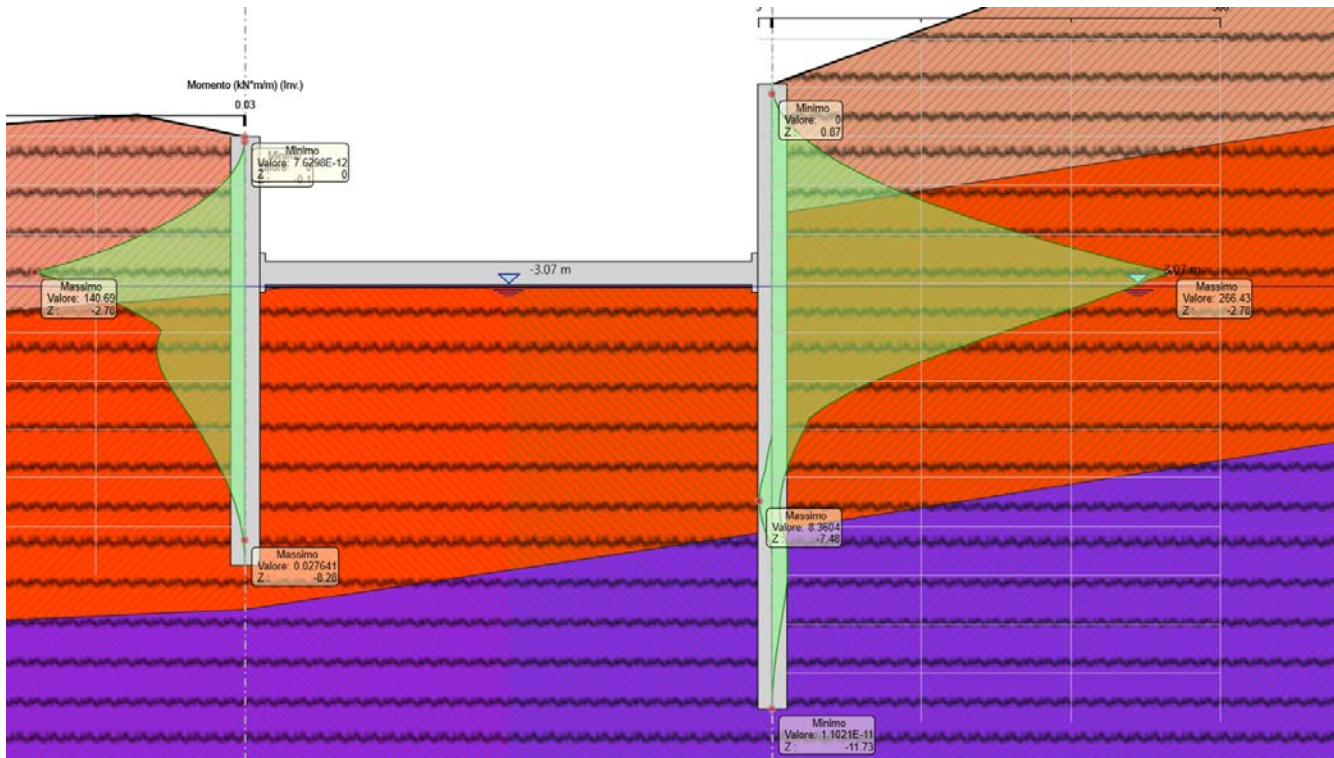 Momento (kN*m/m) (Inv.)
0.03
Minimo
Valore: 7.6298E-12
Z : 0
-0.1
Massimo
Valore: 140.69
Z : -2.78
Massimo
Valore: 0.027641
Z : -8.28
-3.07 m
Minimo
Valore: 0
Z : 0.87
-3.07 m
Massimo
Valore: 266.43
Z : -2.78
Massimo
Valore: 8.3604
Z : -7.48
Minimo
Valore: 1.1021E-11
Z : -11.73